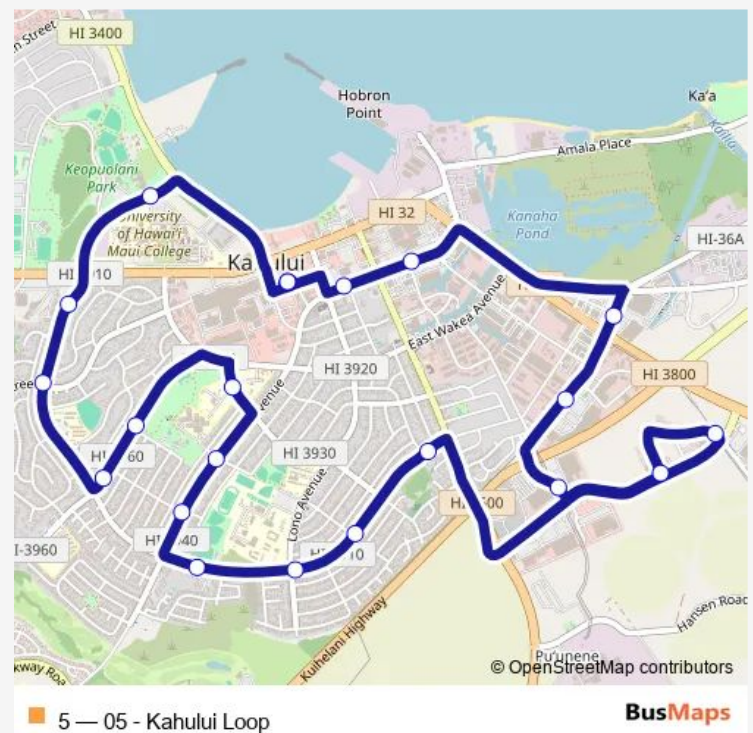 HI 3400
Hobron
Point
Ka'a
Kalila
Amala Place
Keopuolani
Park
University
of Hawai'i
Maui College
HI 32
Kanaha
Pond
HI-36A
East Wakea Avenue
HI 3920
HI 3800
HI 3930
Lono Avenue
I-3960
Kuihelani Highway
Hansen Road
Pu'unene
© OpenStreetMap contributors
5 — 05 - Kahului Loop
BusMaps